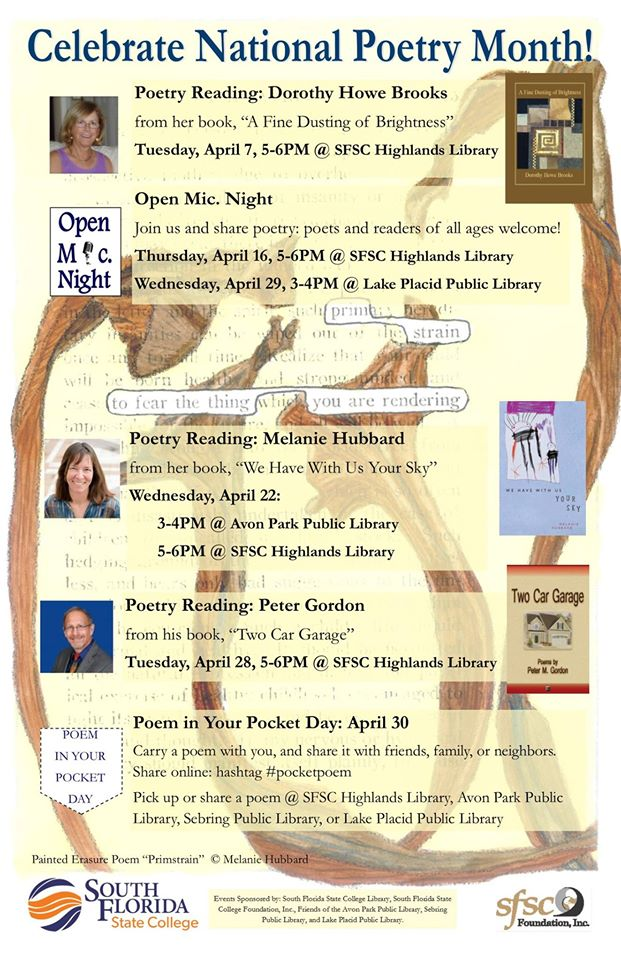 Celebrate National Poetry Month!
Poetry Reading: Dorothy Howe Brooks
from her book, “A Fine Dusting of Brightness”
Tuesday, April 7, 5-6PM @ SFSC Highlands Library
A Fine Dusting of Brightness
Dorothy Howe Brooks
Open Mic. Night
Join us and share poetry: poets and readers of all ages welcome!
Thursday, April 16, 5-6PM @ SFSC Highlands Library
Wednesday, April 29, 3-4PM @ Lake Placid Public Library
Open
M c.
Night
such prim
strain
to fear the thing which you are rendering
Poetry Reading: Melanie Hubbard
from her book, “We Have With Us Your Sky”
Wednesday, April 22:
3-4PM @ Avon Park Public Library
5-6PM @ SFSC Highlands Library
WE HAVE WITH US
YOUR
SKY
MELANIE
HUBBARD
Poetry Reading: Peter Gordon
from his book, “Two Car Garage”
Tuesday, April 28, 5-6PM @ SFSC Highlands Library
Two Car Garage
Poems by
Peter M. Gordon
Poem in Your Pocket Day: April 30
Carry a poem with you, and share it with friends, family, or neighbors.
Share online: hashtag #pocketpoem
Pick up or share a poem @ SFSC Highlands Library, Avon Park Public
Library, Sebring Public Library, or Lake Placid Public Library
POEM
IN YOUR
POCKET
DAY
Painted Erasure Poem “Primstrain” © Melanie Hubbard
SOUTH
FLORIDA
State College
Events Sponsored by: South Florida State College Library, South Florida State
College Foundation, Inc., Friends of the Avon Park Public Library, Sebring
Public Library, and Lake Placid Public Library.
sfsc
Foundation, Inc.